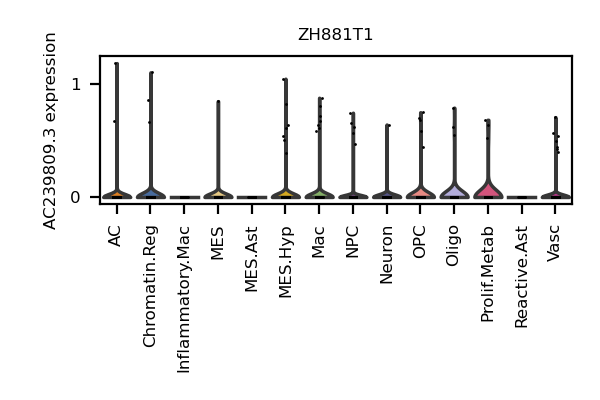 ZH881T1
AC239809.3 expression
1
0
AC
Chromatin.Reg
Inflammatory.Mac
MES
MES.Ast
MES.Hyp
Mac
NPC
Neuron
OPC
Oligo
Prolif.Metab
Reactive.Ast
Vasc